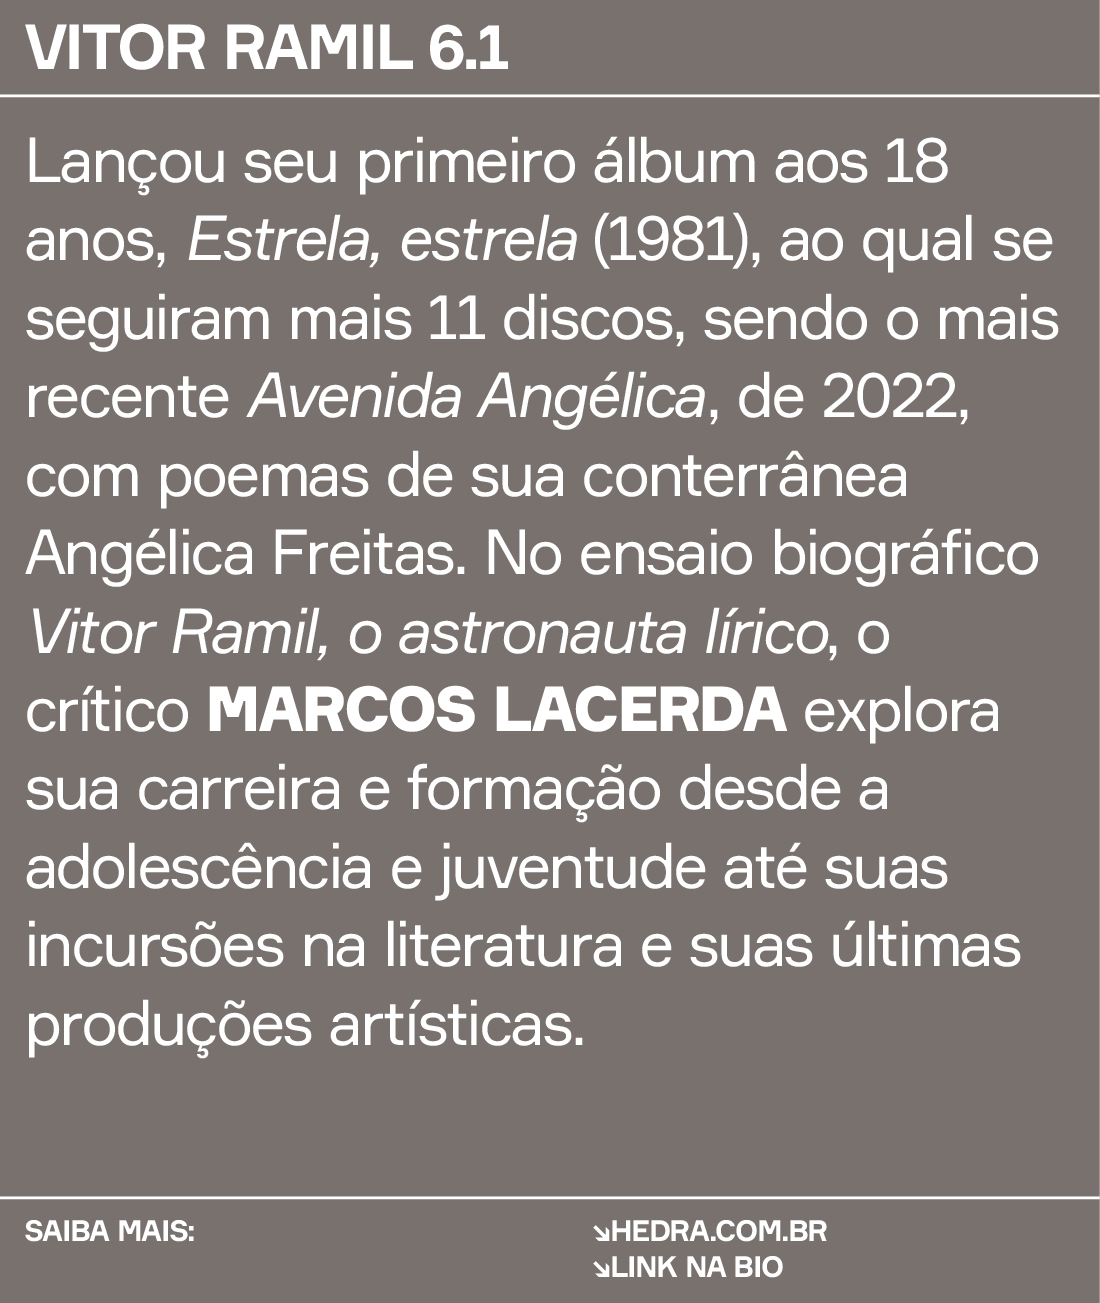 VITOR RAMIL 6.1
Lançou seu primeiro álbum aos 18
anos, Estrela, estrela (1981), ao qual se
seguiram mais 11 discos, sendo o mais
recente Avenida Angélica, de 2022,
com poemas de sua conterrânea
Angélica Freitas. No ensaio biográfico
Vitor Ramil, o astronauta lírico, o
crítico MARCOS LACERDA explora
sua carreira e formação desde a
adolescência e juventude até suas
incursões na literatura e suas últimas
produções artísticas.
SAIBA MAIS:
↘HEDRA.COM.BR
↘LINK NA BIO